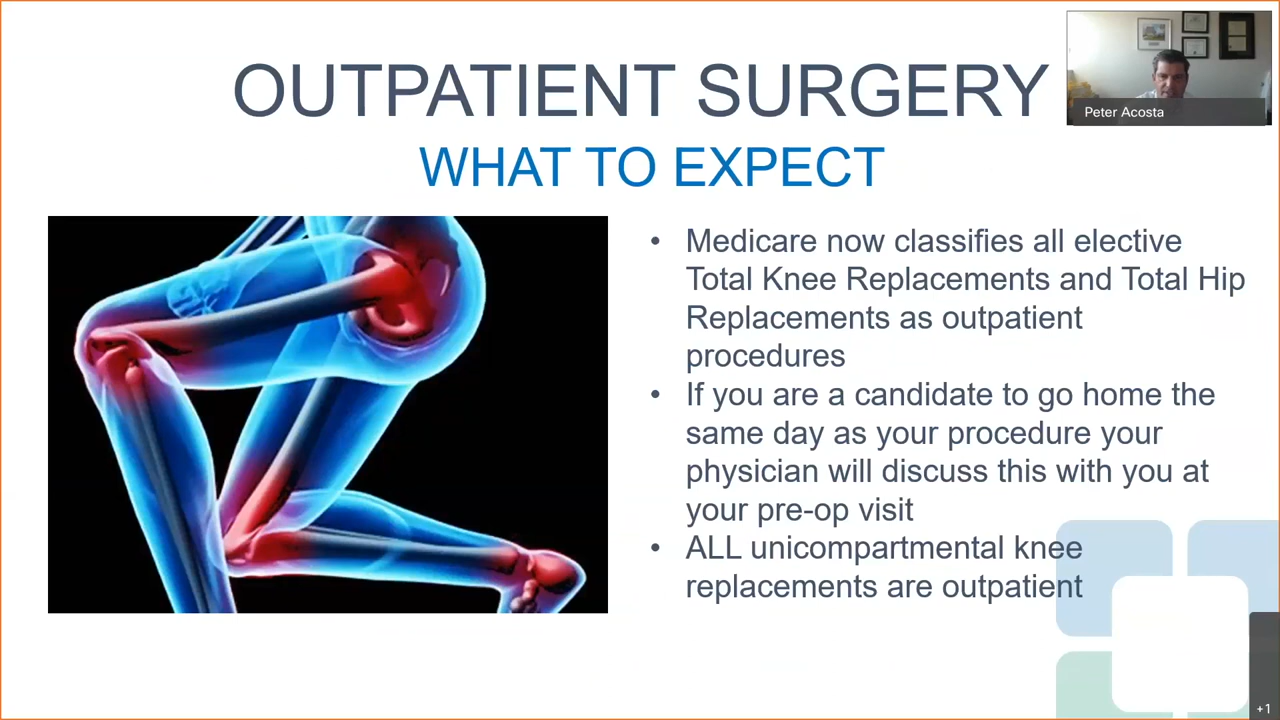 OUTPATIENT SURGERY
WHAT TO EXPECT
Peter Acosta
• Medicare now classifies all elective
Total Knee Replacements and Total Hip
Replacements as outpatient
procedures
• If you are a candidate to go home the
same day as your procedure your
physician will discuss this with you at
your pre-op visit
• ALL unicompartmental knee
replacements are outpatient
+1